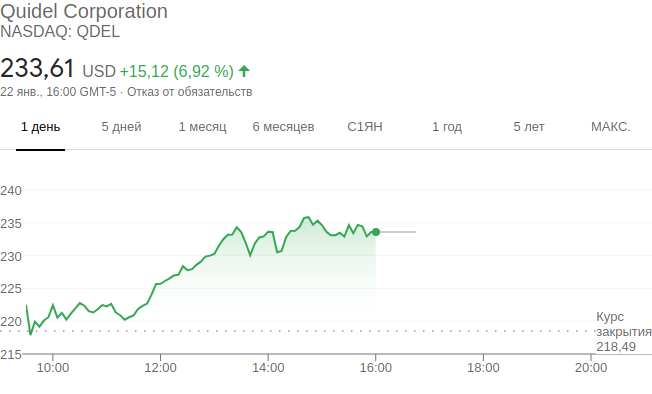 Quidel Corporation
NASDAQ: QDEL
233,61 USD +15,12 (6,92 %)
22 янв., 16:00 GMT-5 · Отказ от обязательств
1 день 5 дней 1 месяц 6 месяцев С1ЯН 1 год 5 лет МАКС.
240
235
230
225
220
215
Курс
закрытия
218,49
10:00 12:00 14:00 16:00 18:00 20:00